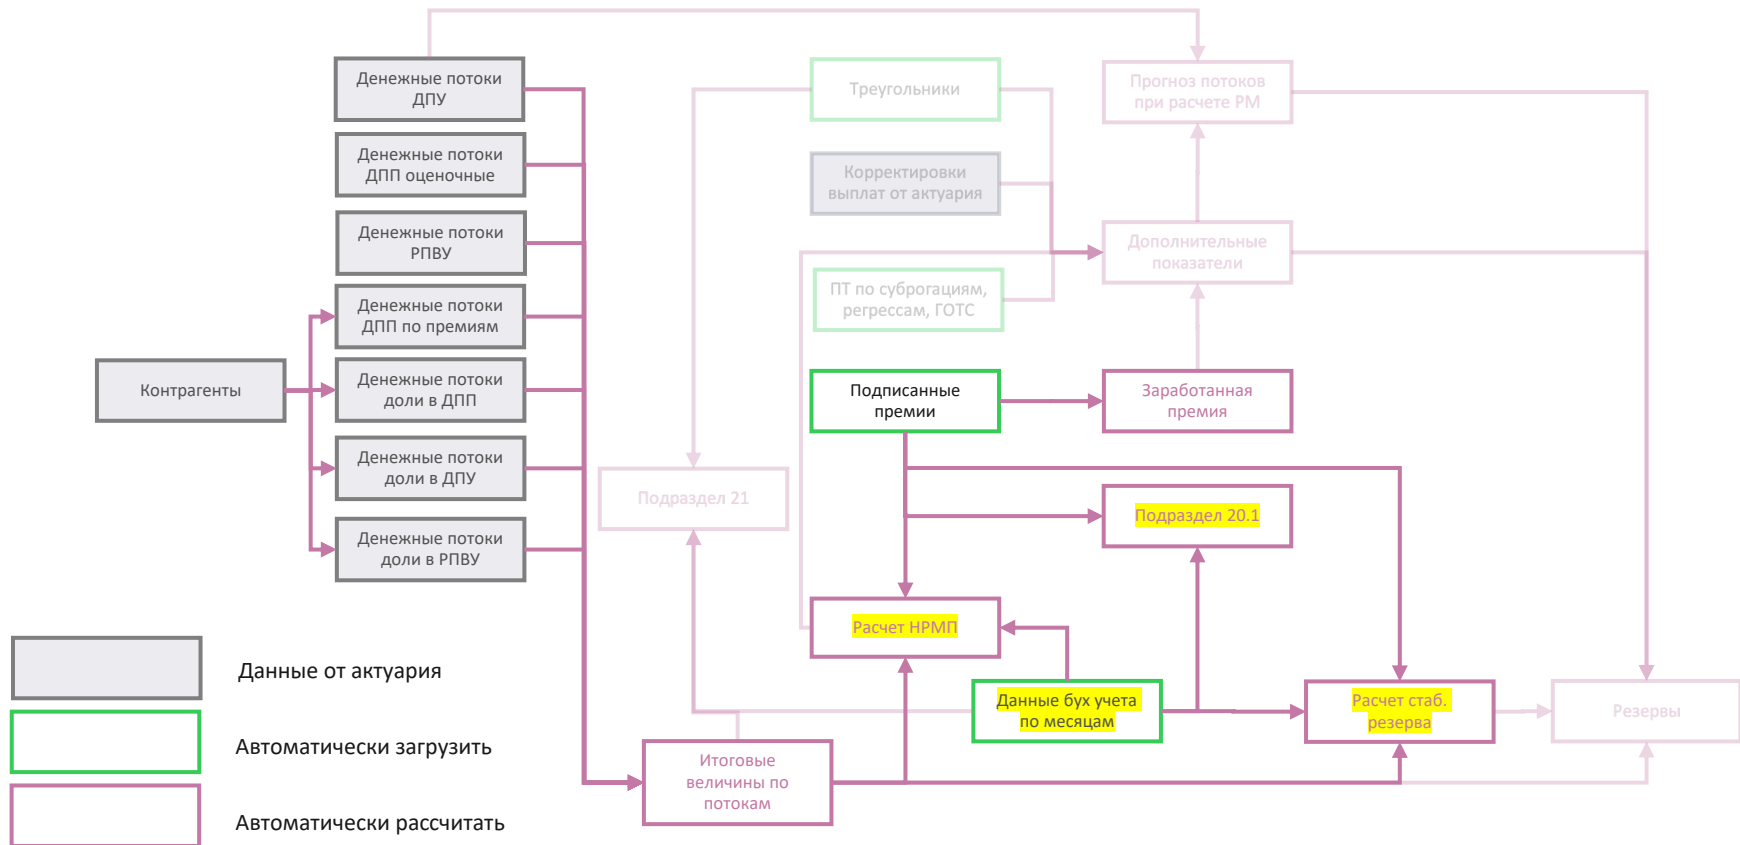 Денежные потоки
ДПУ
Денежные потоки
ДПП оценочные
Денежные потоки
РПВУ
Денежные потоки
ДПП по премиям
Контрагенты
Денежные потоки
доли в ДПП
Денежные потоки
доли в ДПУ
Денежные потоки
доли в РПВУ
Треугольники
Прогноз потоков
при расчете РМ
Корректировки
выплат от актуария
Дополнительные
показатели
ПТ по суброгациям,
регрессам, ГОТС
Подписанные
премии
Заработанная
премия
Подраздел 21
Подраздел 20.1
Расчет НРМП
Данные бух учета
по месяцам
Расчет стаб.
резерва
Резервы
Итоговые
величины по
потокам
Данные от актуария
Автоматически загрузить
Автоматически рассчитать